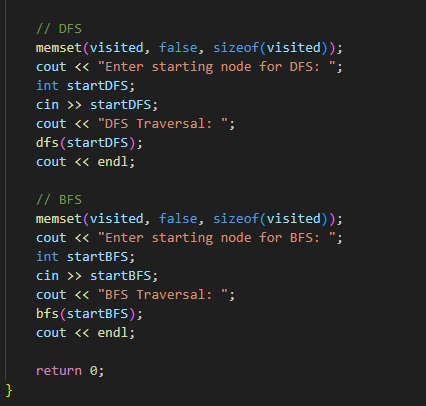 // DFS
memset(visited, false, sizeof(visited));
cout << "Enter starting node for DFS: ";
int startDFS;
cin >> startDFS;
cout << "DFS Traversal: ";
dfs(startDFS);
cout << endl;
// BFS
memset(visited, false, sizeof(visited));
cout << "Enter starting node for BFS: ";
int startBFS;
cin >> startBFS;
cout << "BFS Traversal: ";
bfs(startBFS);
cout << endl;
return 0;
}